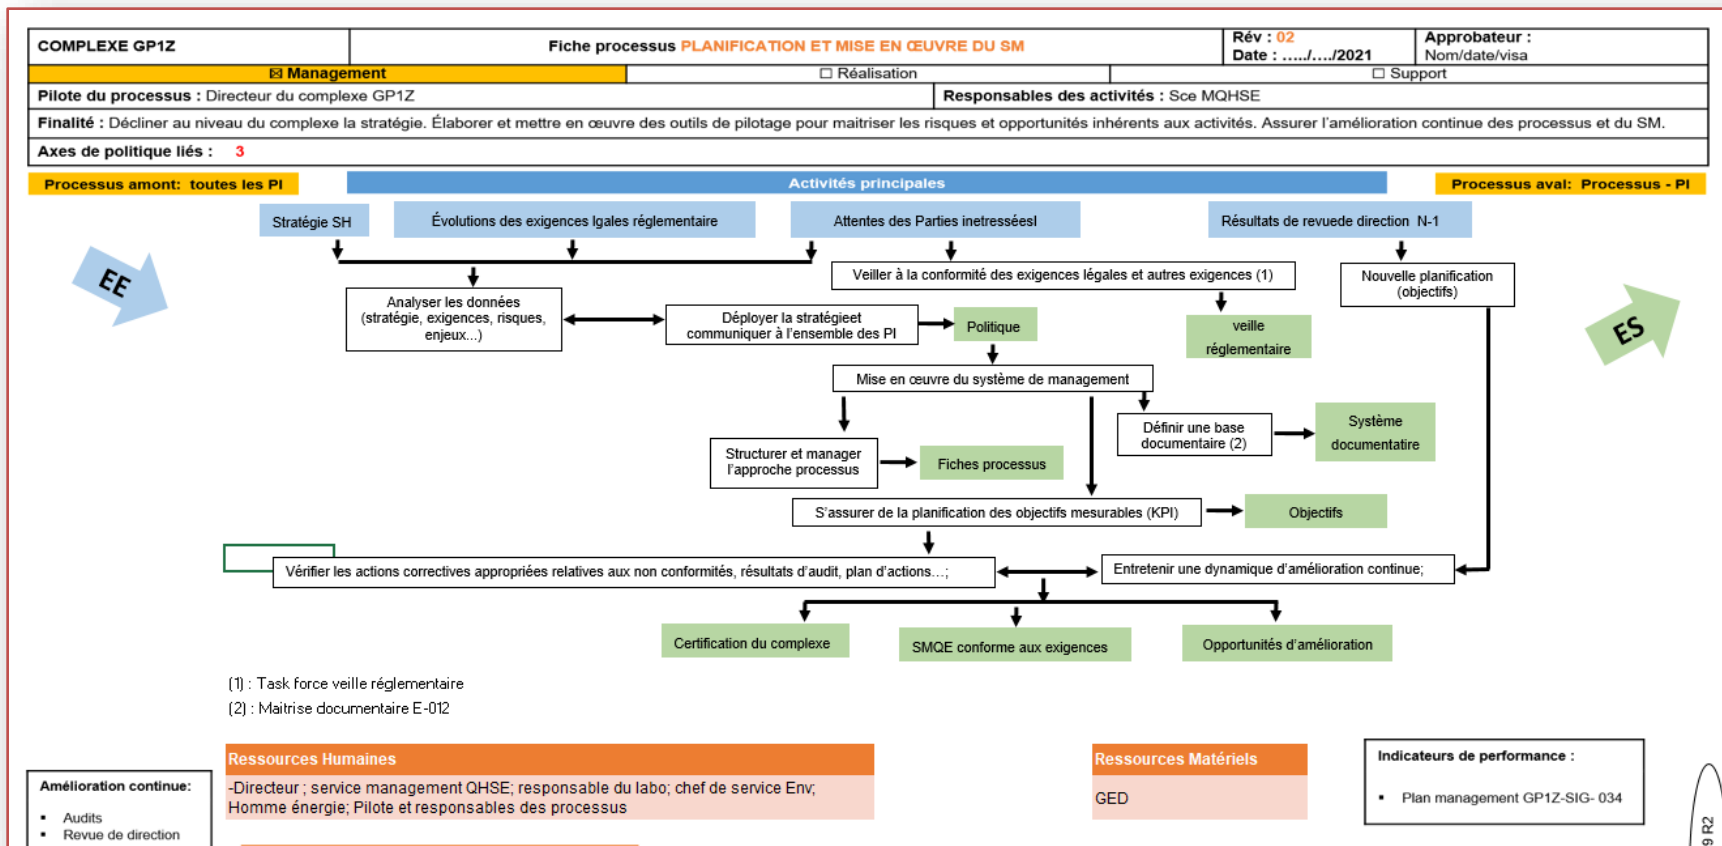 COMPLEXE GP1Z
Fiche processus PLANIFICATION ET MISE EN ŒUVRE DU SM
Rév : 02
Date : …../…./2021
Approbateur :
Nom/date/visa
☒ Management
☐ Réalisation
☐ Support
Pilote du processus : Directeur du complexe GP1Z
Responsables des activités : Sce MQHSE
Finalité : Décliner au niveau du complexe la stratégie. Élaborer et mettre en œuvre des outils de pilotage pour maitriser les risques et opportunités inhérents aux activités. Assurer l'amélioration continue des processus et du SM.
Axes de politique liés : 3
Processus amont: toutes les PI
Activités principales
Processus aval: Processus - PI
Stratégie SH
Évolutions des exigences lgales réglementaire
Attentes des Parties inetresséesl
Résultats de revuede direction N-1
EE
Veiller à la conformité des exigences légales et autres exigences (1)
Nouvelle planification
(objectifs)
Analyser les données
(stratégie, exigences, risques,
enjeux...)
Déployer la stratégieet
communiquer à l'ensemble des PI
Politique
veille
réglementaire
ES
Mise en œuvre du système de management
Définir une base
documentaire (2)
Système
documentatire
Structurer et manager
l'approche processus
Fiches processus
S'assurer de la planification des objectifs mesurables (KPI)
Objectifs
Vérifier les actions correctives appropriées relatives aux non conformités, résultats d'audit, plan d'actions…;
Entretenir une dynamique d'amélioration continue;
Certification du complexe
SMQE conforme aux exigences
Opportunités d'amélioration
(1) : Task force veille réglementaire
(2) : Maitrise documentaire E-012
Ressources Humaines
-Directeur ; service management QHSE; responsable du labo; chef de service Env;
Homme énergie; Pilote et responsables des processus
Ressources Matériels
GED
Indicateurs de performance :
▪ Plan management GP1Z-SIG- 034
Amélioration continue:
▪ Audits
▪ Revue de direction
9 R2